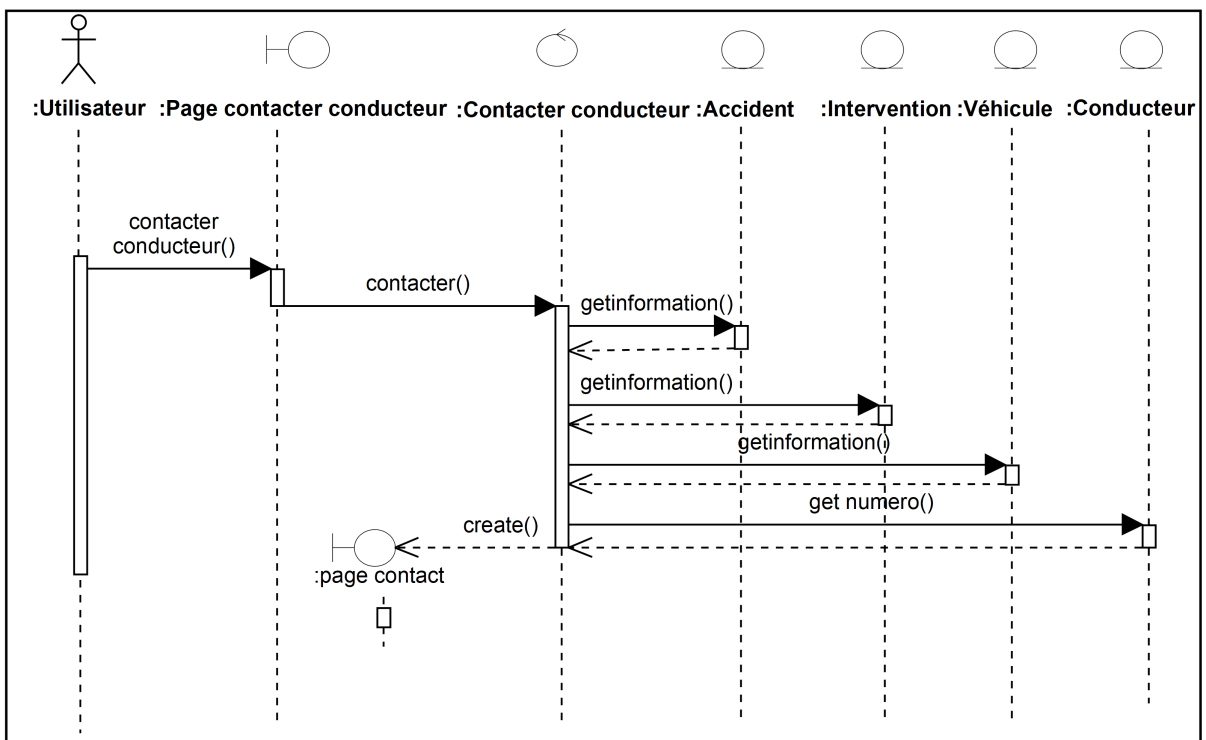 :Utilisateur
:Page contacter conducteur
:Contacter conducteur
:Accident
:Intervention
:Véhicule
:Conducteur
contacter
conducteur()
contacter()
getinformation()
getinformation()
getinformation()
get numero()
create()
:page contact